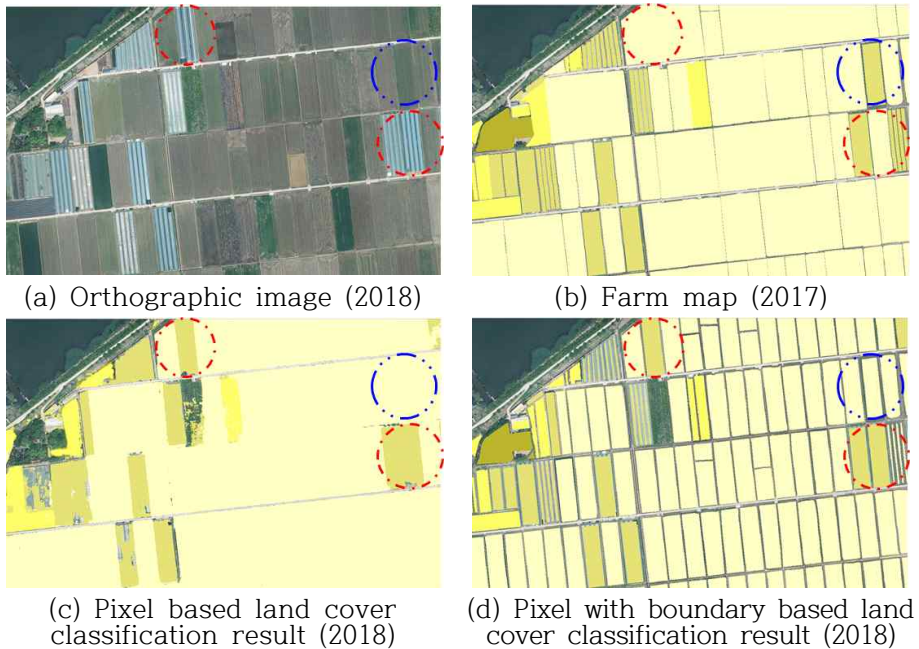 (a) Orthographic image (2018)
(b) Farm map (2017)
(c) Pixel based land cover
classification result (2018)
(d) Pixel with boundary based land
cover classification result (2018)